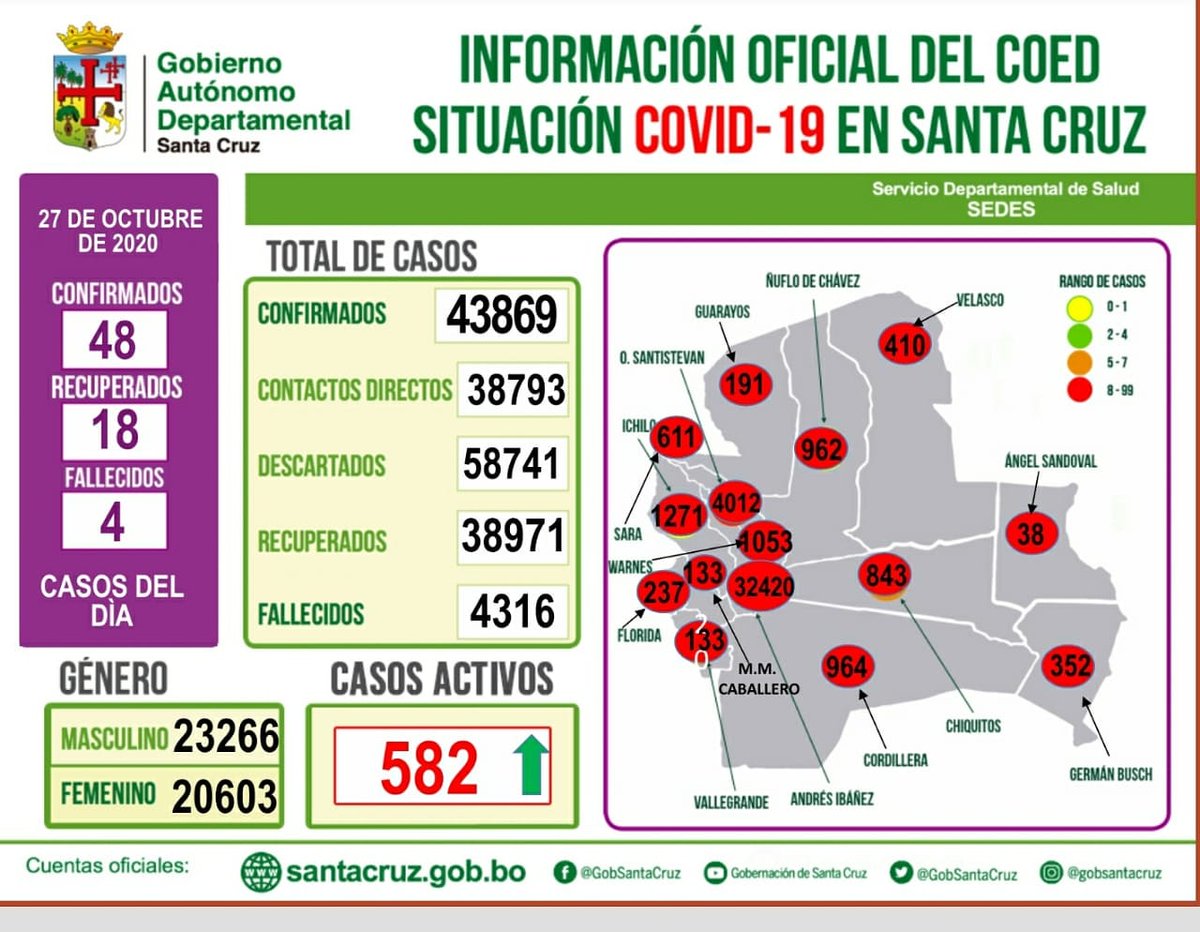 Gobierno
Autónomo
Departamental
Santa Cruz
INFORMACIÓN OFICIAL DEL COED
SITUACIÓN COVID-19 EN SANTA CRUZ
Servicio Departamental de Salud
SEDES
27 DE OCTUBRE
DE 2020
CONFIRMADOS
48
RECUPERADOS
18
FALLECIDOS
4
CASOS DEL
DÌA
TOTAL DE CASOS
CONFIRMADOS 43869
CONTACTOS DIRECTOS 38793
DESCARTADOS 58741
RECUPERADOS 38971
FALLECIDOS 4316
GÉNERO
MASCULINO 23266
FEMENINO 20603
CASOS ACTIVOS
582
RANGO DE CASOS
0 - 1
2 - 4
5 - 7
8 - 99
ÑUFLO DE CHÁVEZ
VELASCO
GUARAYOS
410
O. SANTISTEVAN
191
ICHILO
611
962
ÁNGEL SANDOVAL
4012
1271
SARA
38
1053
WARNES
133
843
237
32420
FLORIDA
20
133
M.M.
CABALLERO
964
352
CHIQUITOS
CORDILLERA
GERMÁN BUSCH
VALLEGRANDE
ANDRÉS IBÁÑEZ
Cuentas oficiales:
www
santacruz.gob.bo
@GobSantaCruz
Gobernación de Santa Cruz
@GobSantaCruz
@gobsantacruz